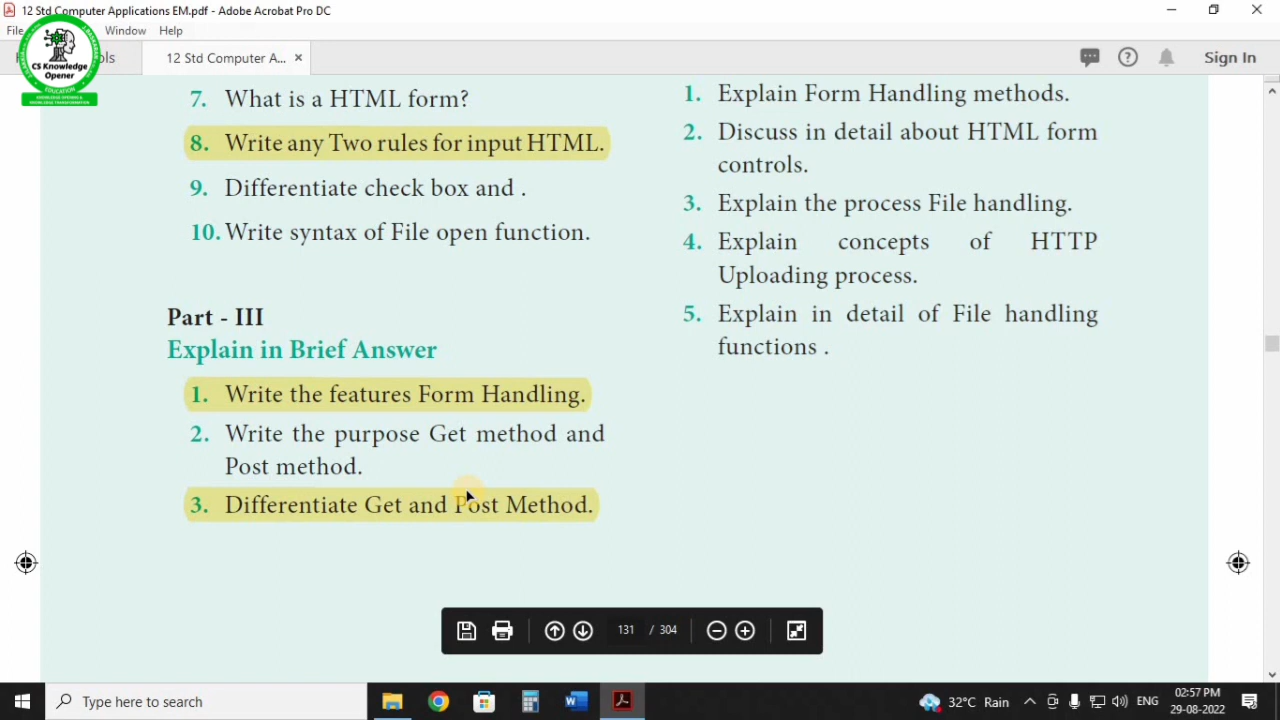 12 Std Computer Applications EM.pdf - Adobe Acrobat Pro DC
File Window Help
CS Knowledge
Opener
EDUCATION
12 Std Computer A... ×
Sign In
7. What is a HTML form?
8. Write any Two rules for input HTML.
9. Differentiate check box and .
10. Write syntax of File open function.
Part - III
Explain in Brief Answer
1. Write the features Form Handling.
2. Write the purpose Get method and
Post method.
3. Differentiate Get and Post Method.
1. Explain Form Handling methods.
2. Discuss in detail about HTML form
controls.
3. Explain the process File handling.
4. Explain concepts of HTTP
Uploading process.
5. Explain in detail of File handling
functions .
131 / 304
Type here to search
32°C Rain
ENG
02:57 PM
29-08-2022